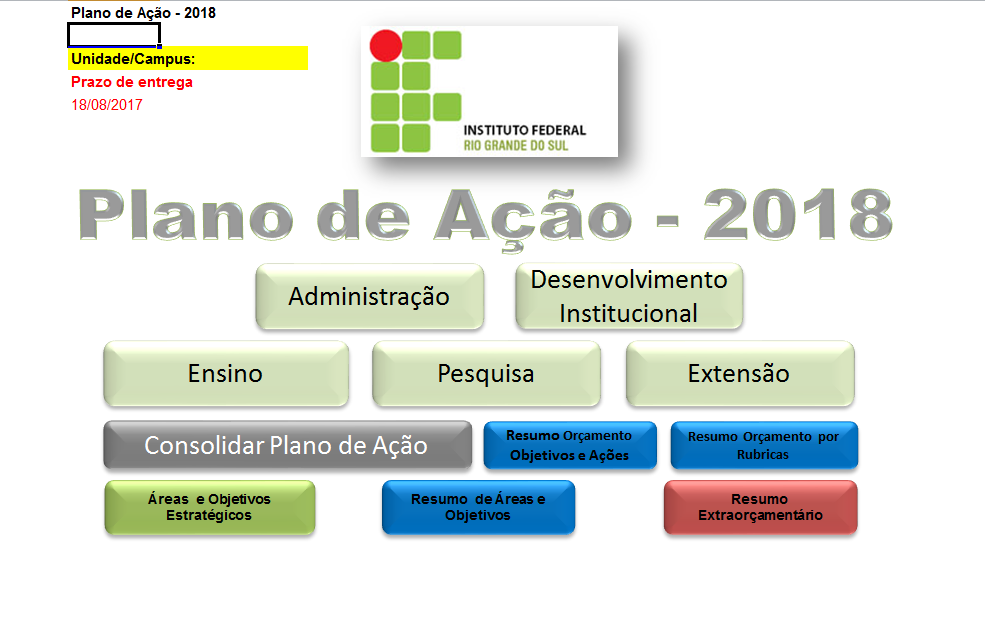 Plano de Ação - 2018
Unidade/Campus:
Prazo de entrega
18/08/2017
INSTITUTO FEDERAL
RIO GRANDE DO SUL
Plano de Ação - 2018
Administração
Desenvolvimento
Institucional
Ensino
Pesquisa
Extensão
Consolidar Plano de Ação
Resumo Orçamento
Objetivos e Ações
Resumo Orçamento por
Rubricas
Áreas e Objetivos
Estratégicos
Resumo de Áreas e
Objetivos
Resumo
Extraorçamentário